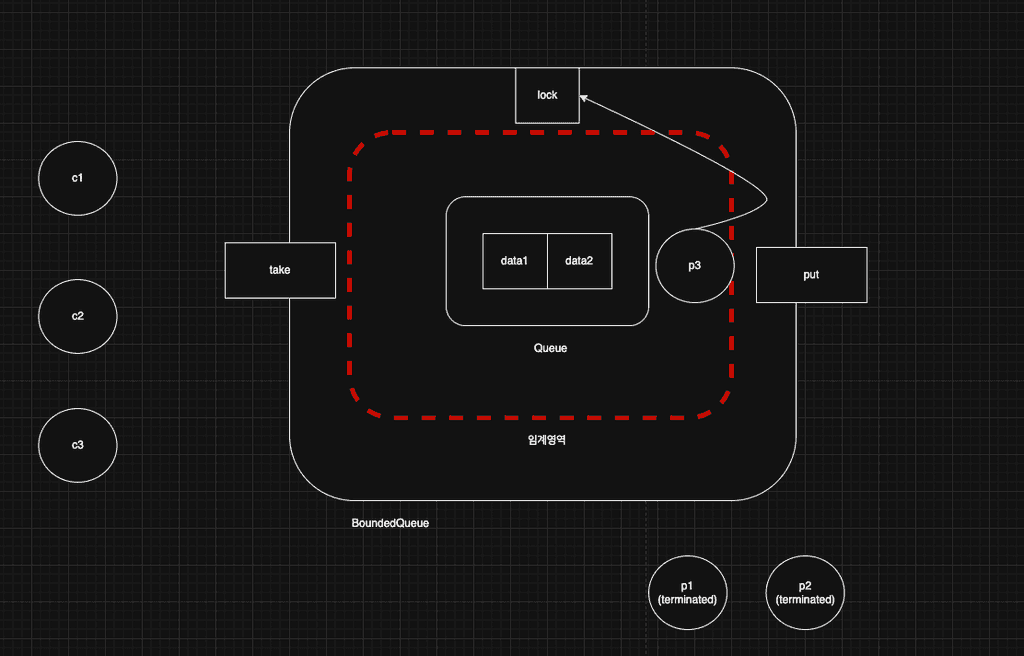 lock
c1
take
data1
data2
p3
put
c2
Queue
c3
임계영역
BoundedQueue
p1
(terminated)
p2
(terminated)